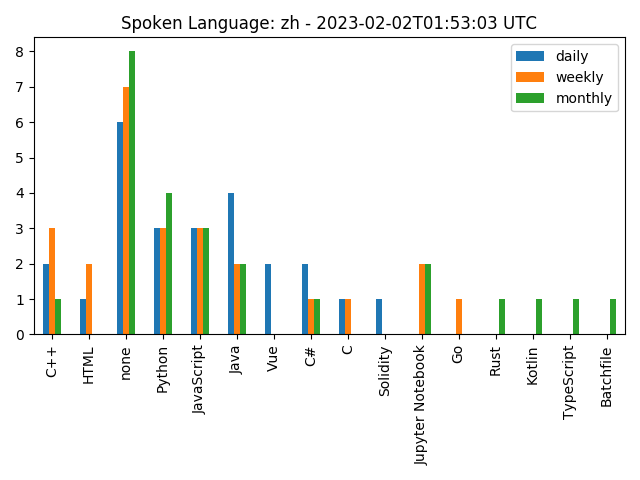 Spoken Language: zh - 2023-02-02T01:53:03 UTC
daily
weekly
monthly
8
7
6
5
4
3
2
1
0
C++
HTML
none
Python
JavaScript
Java
Vue
C#
C
Solidity
Jupyter Notebook
Go
Rust
Kotlin
TypeScript
Batchfile